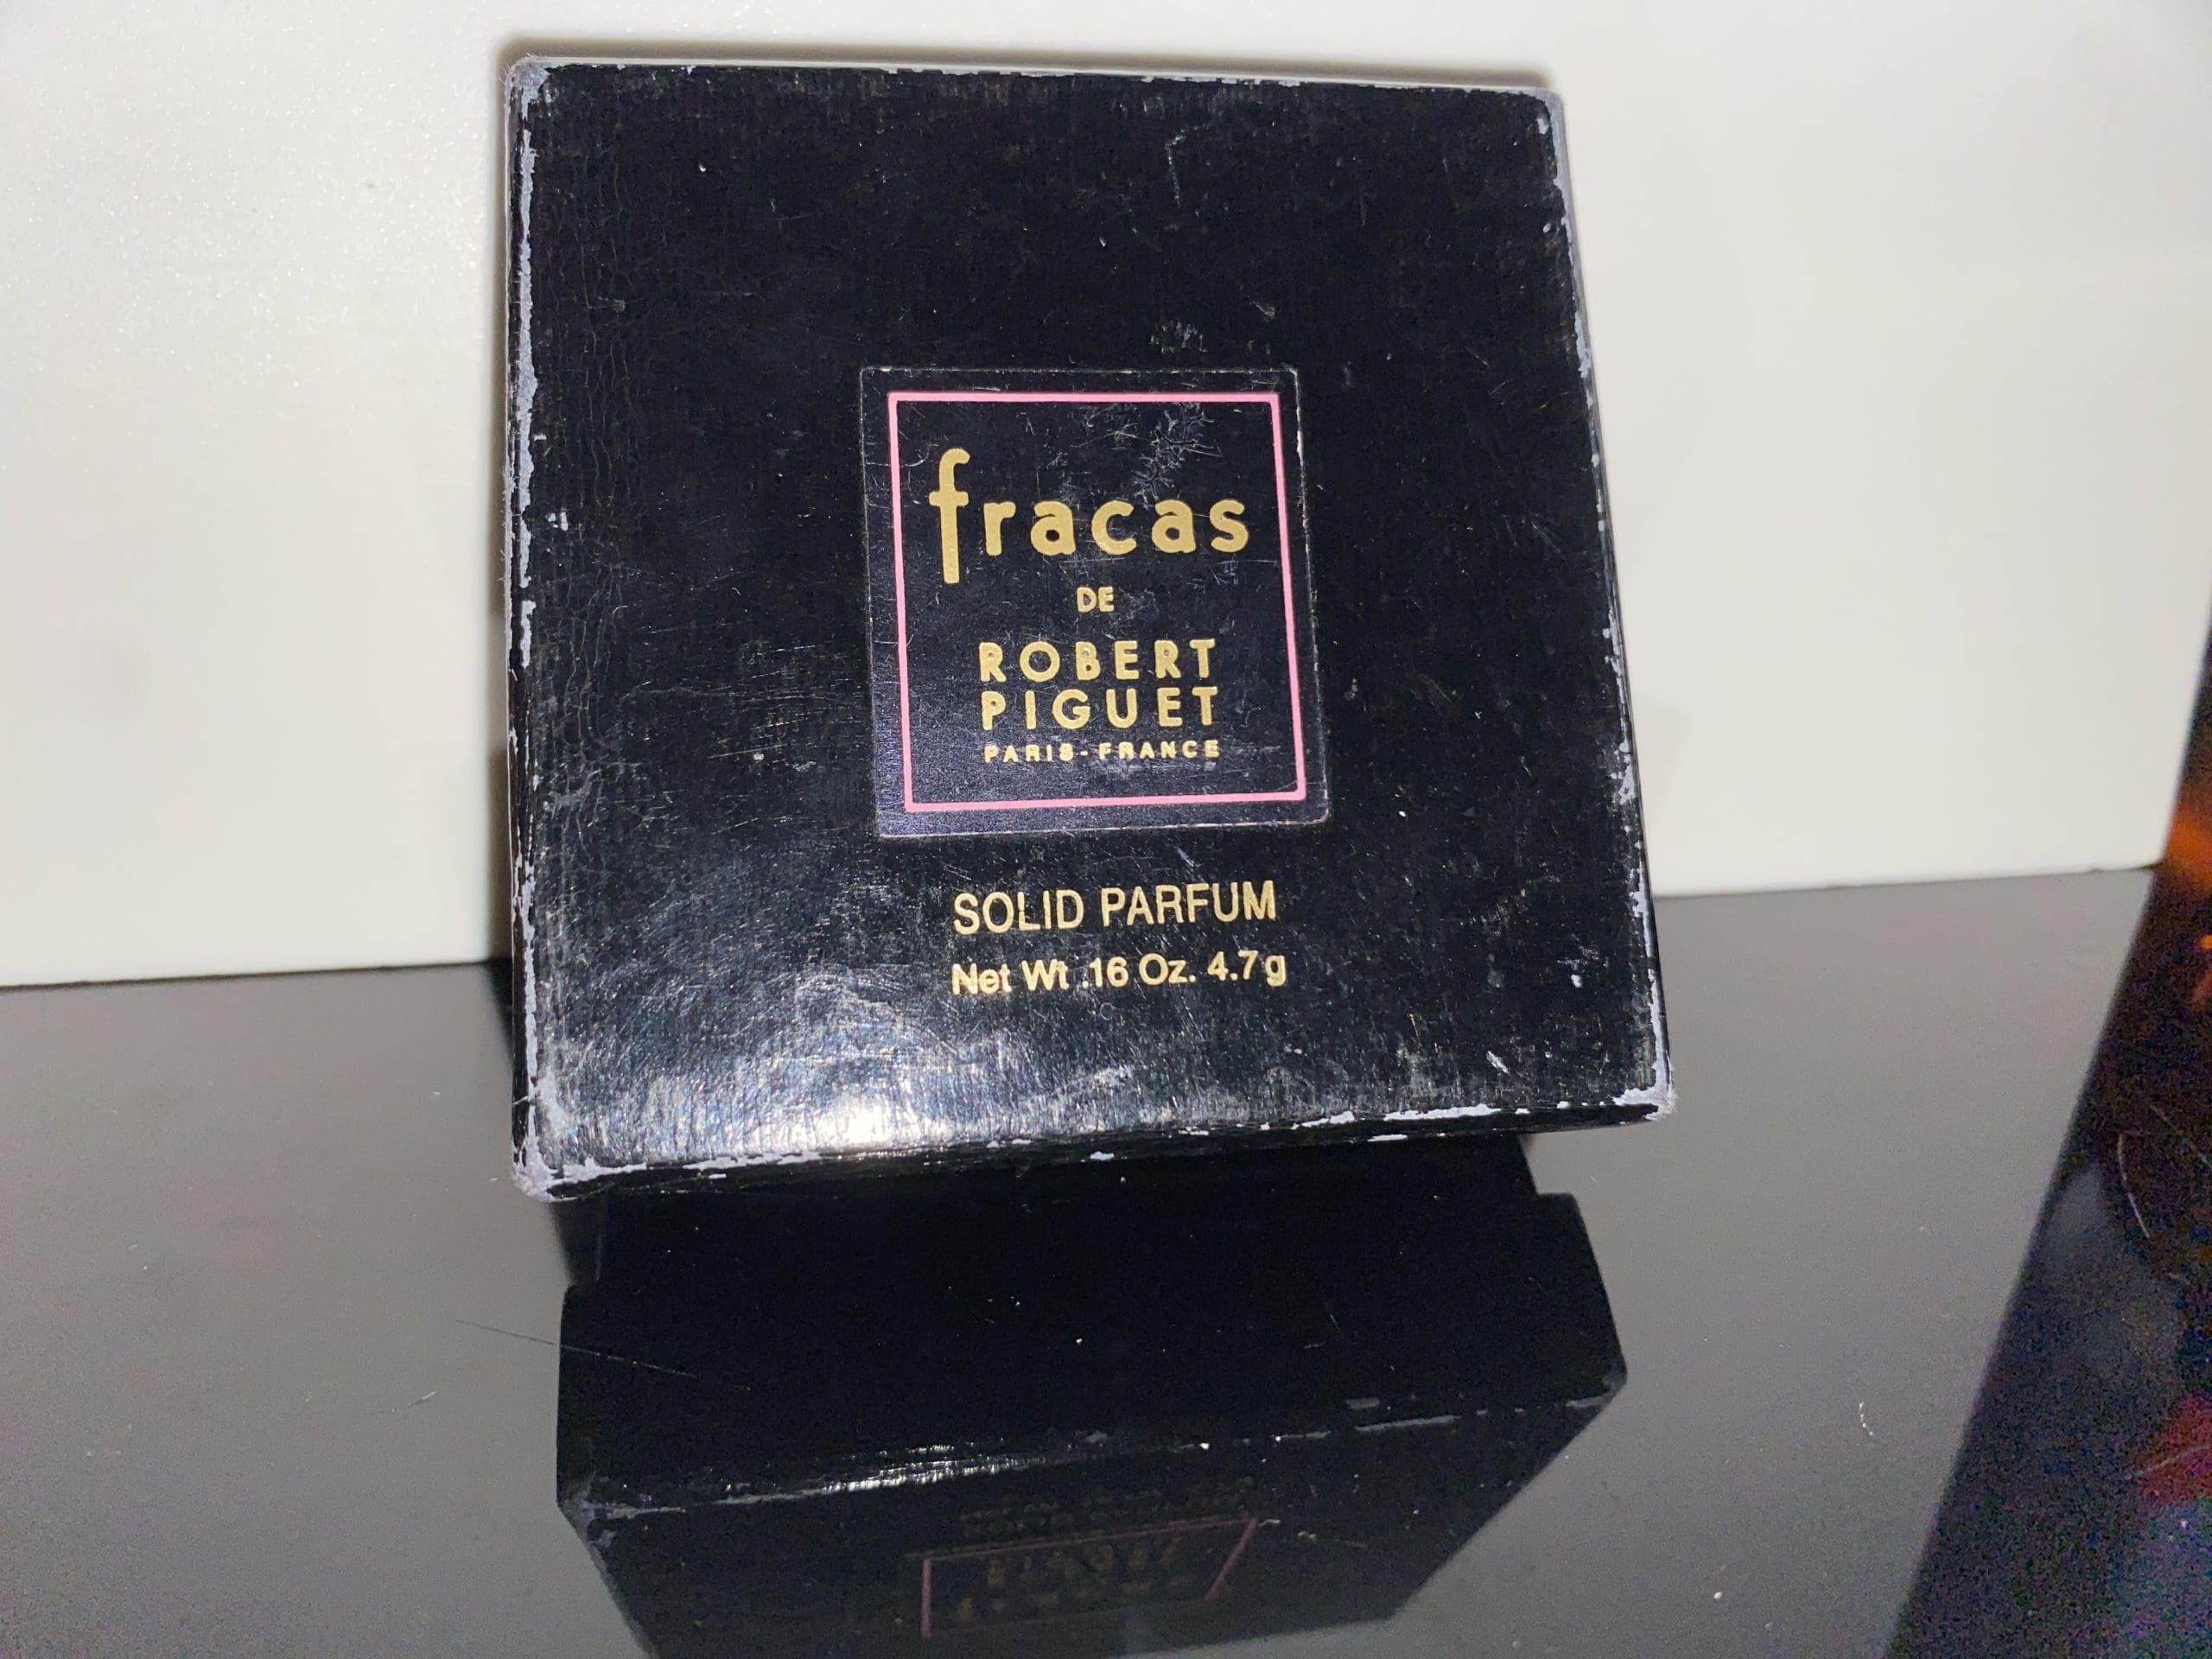 fracas
DE
ROBERT
PIGUET
PARIS-FRANCE
SOLID PARFUM
Net Wt .16 Oz. 4.7g